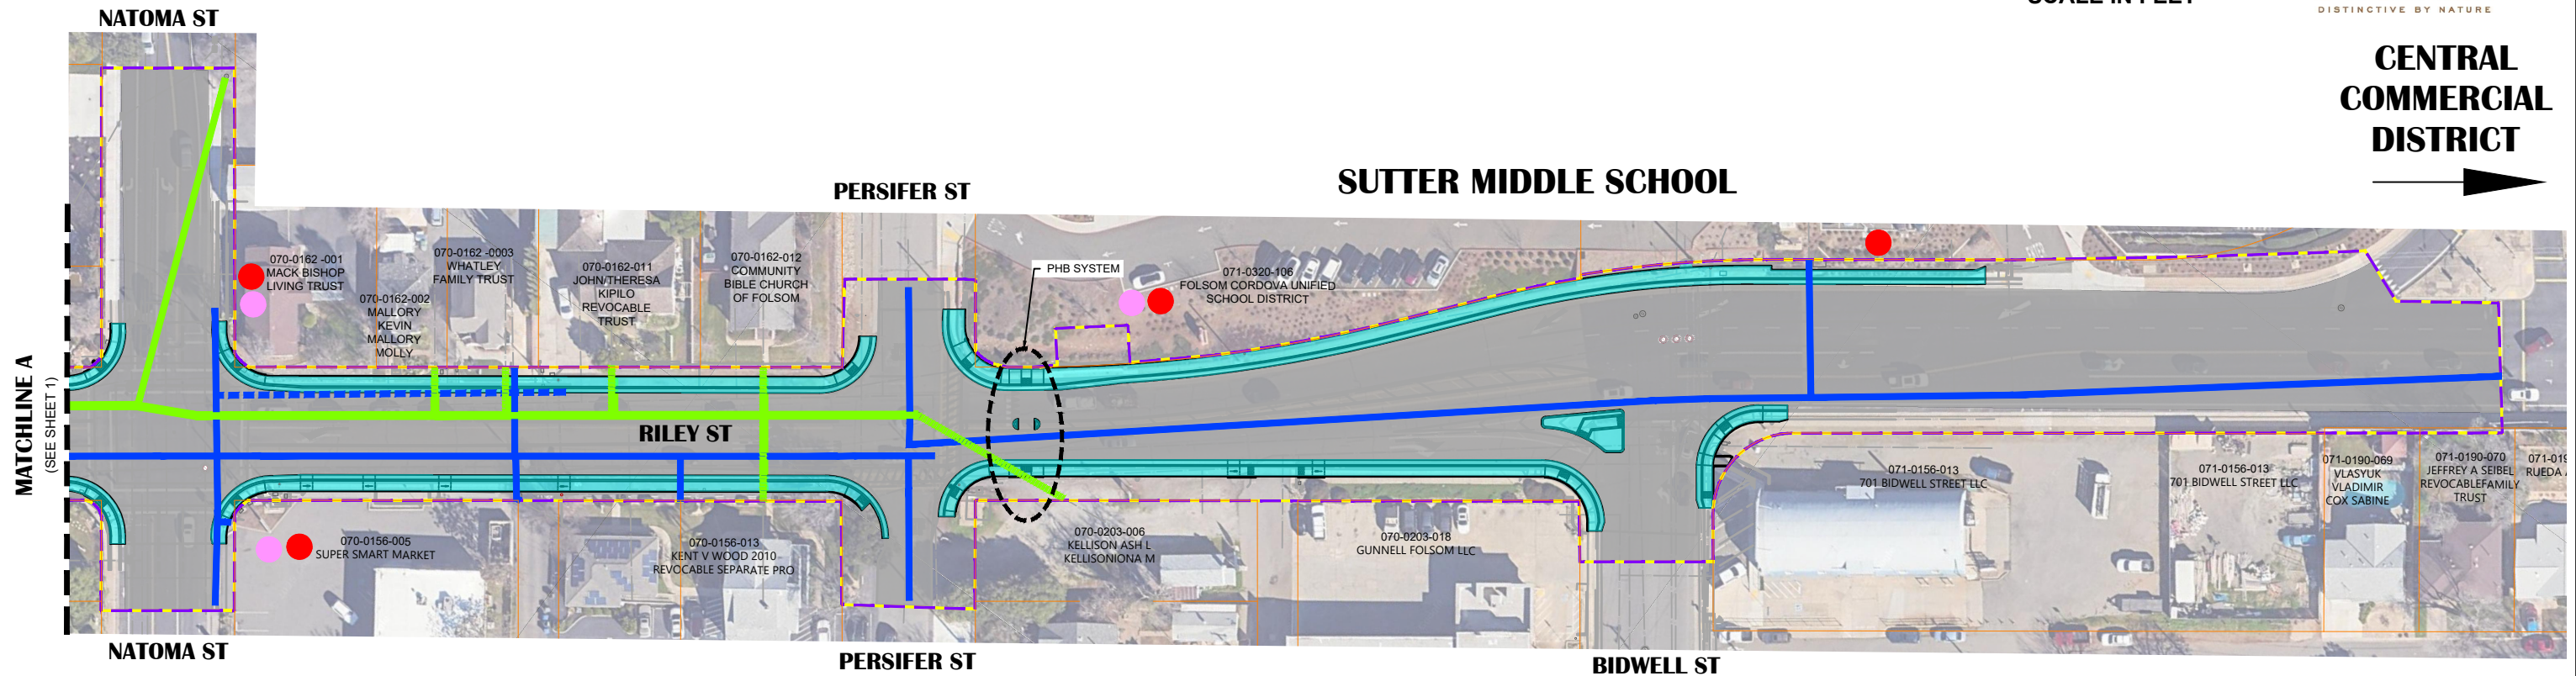 NATOMA ST
SCALE IN FEET
DISTINCTIVE BY NATURE
CENTRAL
COMMERCIAL
DISTRICT
SUTTER MIDDLE SCHOOL
PERSIFER ST
MATCHLINE A
(SEE SHEET 1)
070-0162 -001
MACK BISHOP
LIVING TRUST
070-0162-002
MALLORY
KEVIN
MALLORY
MOLLY
070-0162 -0003
WHATLEY
FAMILY TRUST
070-0162-011
JOHN/THERESA
KIPILO
REVOCABLE
TRUST
070-0162-012
COMMUNITY
BIBLE CHURCH
OF FOLSOM
PHB SYSTEM
071-0320-106
FOLSOM CORDOVA UNIFIED
SCHOOL DISTRICT
RILEY ST
070-0156-005
SUPER SMART MARKET
070-0156-013
KENT V WOOD 2010
REVOCABLE SEPARATE PRO
070-0203-006
KELLISON ASH L
KELLISONIONA M
070-0203-018
GUNNELL FOLSOM LLC
071-0156-013
701 BIDWELL STREET LLC
071-0156-013
701 BIDWELL STREET LLC
071-0190-069
VLASYUK
VLADIMIR
COX SABINE
071-0190-070
JEFFREY A SEIBEL
REVOCABLEFAMILY
TRUST
071-019
RUEDA
NATOMA ST
PERSIFER ST
BIDWELL ST